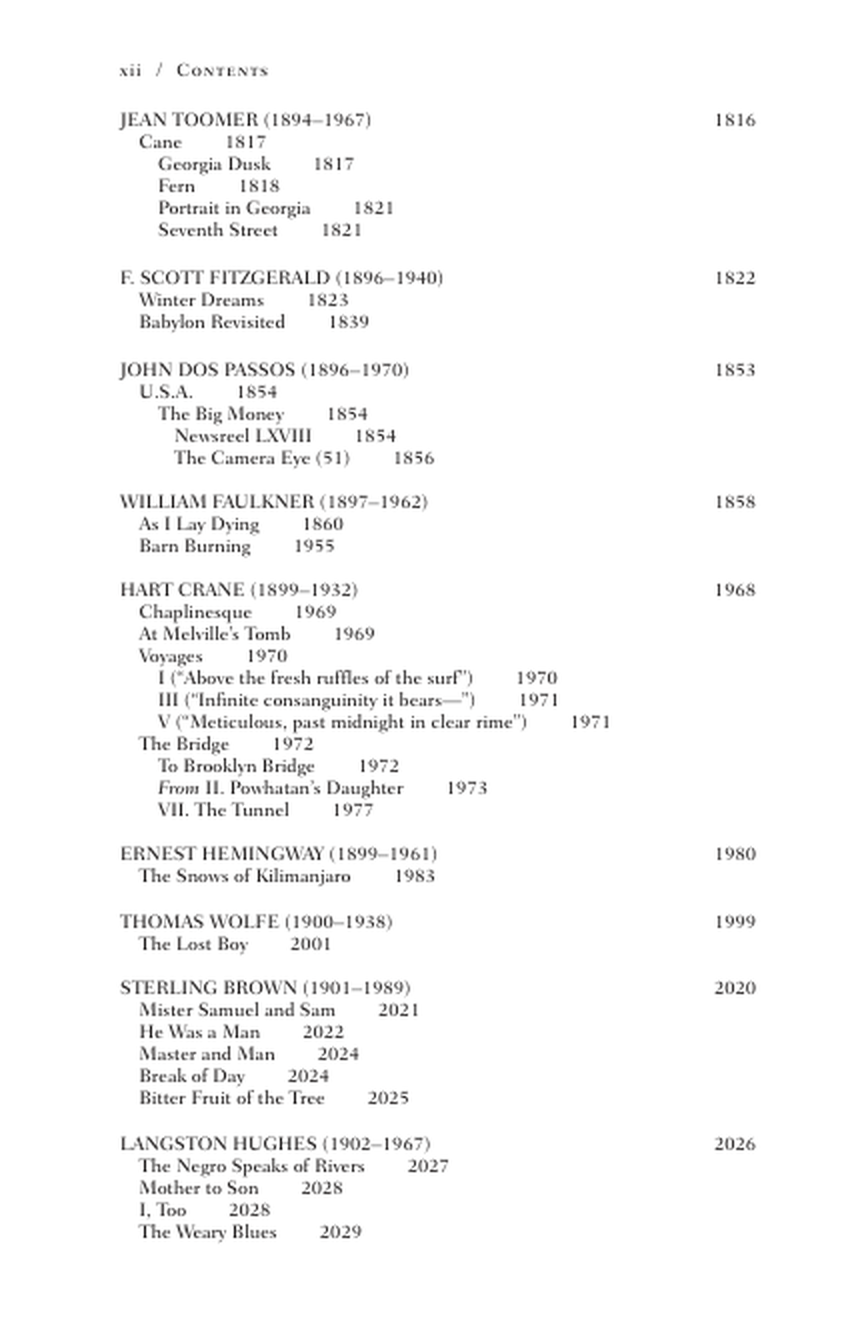 xii / Contents
JEAN TOOMER (1894–1967) 1816
Cane 1817
Georgia Dusk 1817
Fern 1818
Portrait in Georgia 1821
Seventh Street 1821
F. SCOTT FITZGERALD (1896–1940) 1822
Winter Dreams 1823
Babylon Revisited 1839
JOHN DOS PASSOS (1896–1970) 1853
U.S.A. 1854
The Big Money 1854
Newsreel LXVIII 1854
The Camera Eye (51) 1856
WILLIAM FAULKNER (1897–1962) 1858
As I Lay Dying 1860
Barn Burning 1955
HART CRANE (1899–1932) 1968
Chaplinesque 1969
At Melville’s Tomb 1969
Voyages 1970
I (“Above the fresh ruffles of the surf”) 1970
III (“Infinite consanguinity it bears—”) 1971
V (“Meticulous, past midnight in clear rime”) 1971
The Bridge 1972
To Brooklyn Bridge 1972
From II. Powhatan’s Daughter 1973
VII. The Tunnel 1977
ERNEST HEMINGWAY (1899–1961) 1980
The Snows of Kilimanjaro 1983
THOMAS WOLFE (1900–1938) 1999
The Lost Boy 2001
STERLING BROWN (1901–1989) 2020
Mister Samuel and Sam 2021
He Was a Man 2022
Master and Man 2024
Break of Day 2024
Bitter Fruit of the Tree 2025
LANGSTON HUGHES (1902–1967) 2026
The Negro Speaks of Rivers 2027
Mother to Son 2028
I, Too 2028
The Weary Blues 2029